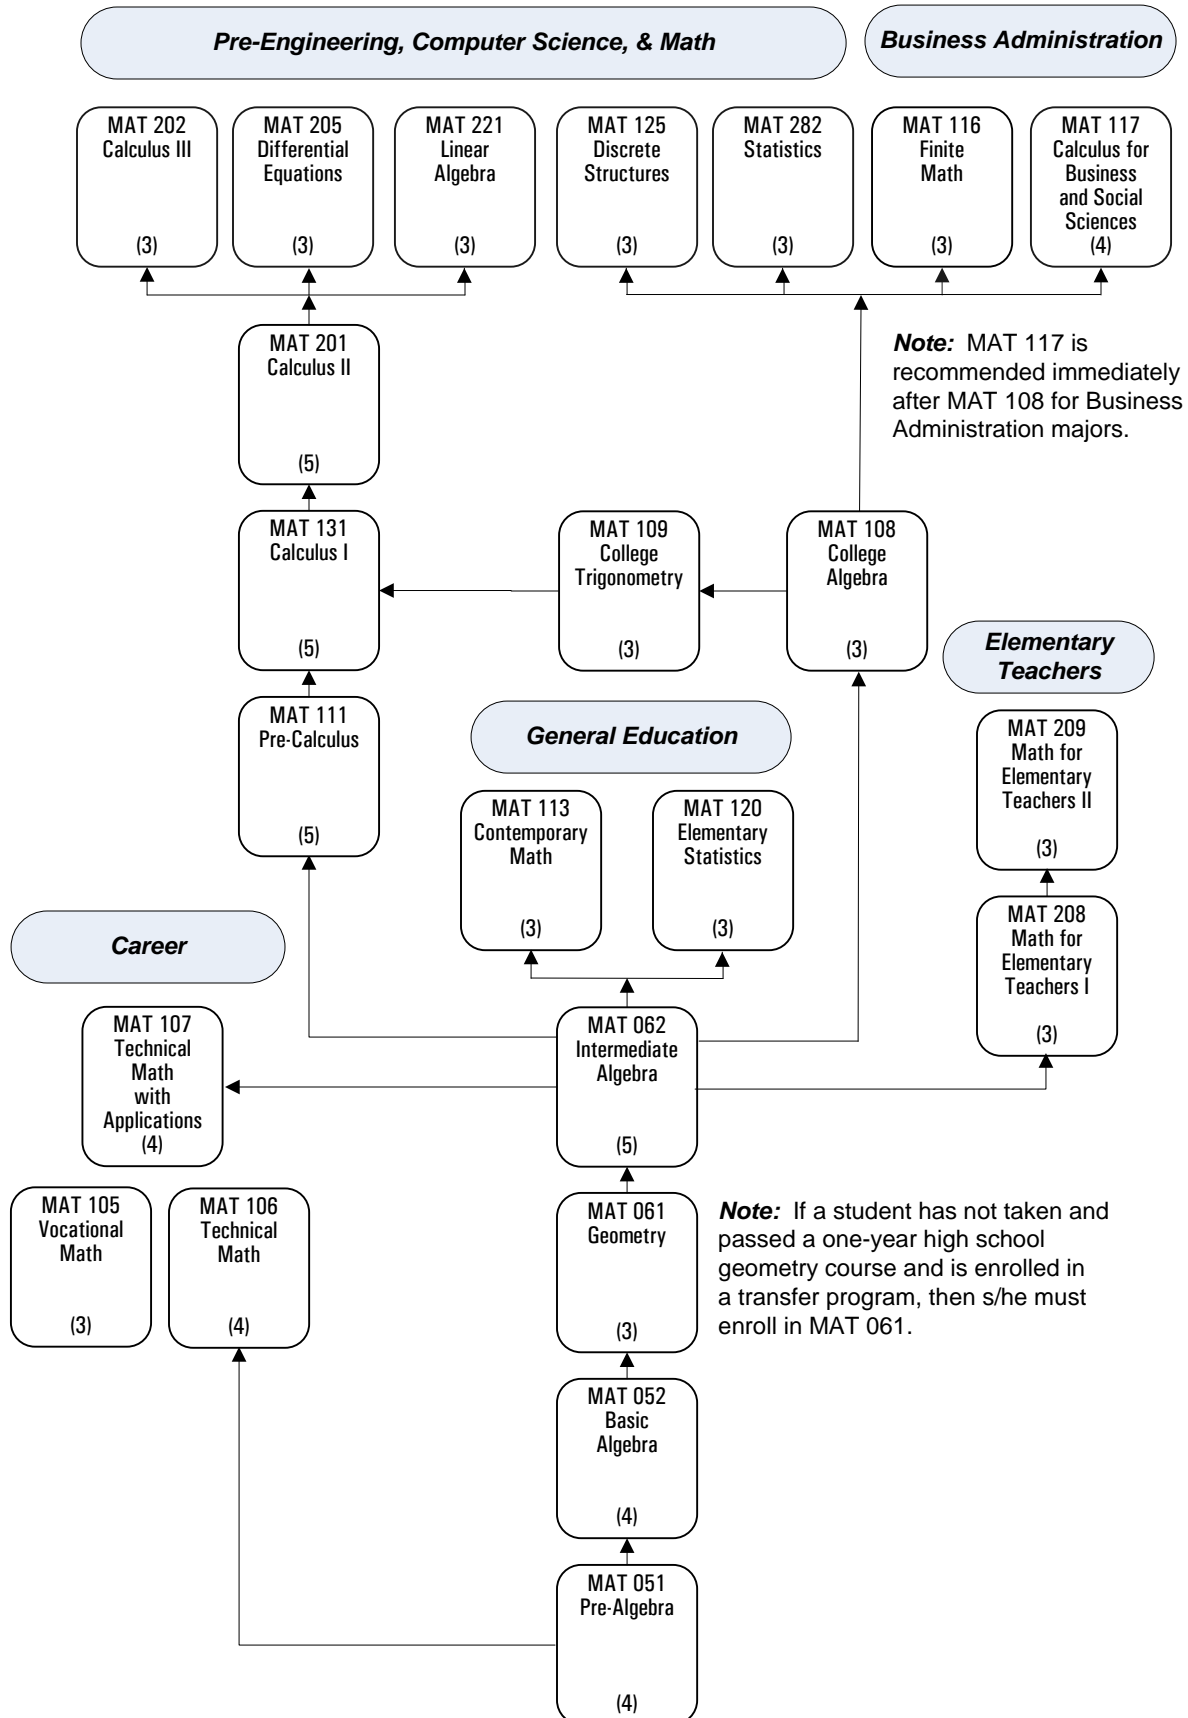 Pre-Engineering, Computer Science, & Math
Business Administration
MAT 202
Calculus III
(3)
MAT 205
Differential
Equations
(3)
MAT 221
Linear
Algebra
(3)
MAT 125
Discrete
Structures
(3)
MAT 282
Statistics
(3)
MAT 116
Finite
Math
(3)
MAT 117
Calculus for
Business
and Social
Sciences
(4)
MAT 201
Calculus II
(5)
Note: MAT 117 is
recommended immediately
after MAT 108 for Business
Administration majors.
MAT 131
Calculus I
(5)
MAT 109
College
Trigonometry
(3)
MAT 108
College
Algebra
(3)
Elementary
Teachers
MAT 111
Pre-Calculus
(5)
General Education
MAT 209
Math for
Elementary
Teachers II
(3)
MAT 113
Contemporary
Math
(3)
MAT 120
Elementary
Statistics
(3)
MAT 208
Math for
Elementary
Teachers I
(3)
Career
MAT 107
Technical
Math
with
Applications
(4)
MAT 062
Intermediate
Algebra
(5)
MAT 105
Vocational
Math
(3)
MAT 106
Technical
Math
(4)
MAT 061
Geometry
(3)
Note: If a student has not taken and
passed a one-year high school
geometry course and is enrolled in
a transfer program, then s/he must
enroll in MAT 061.
MAT 052
Basic
Algebra
(4)
MAT 051
Pre-Algebra
(4)